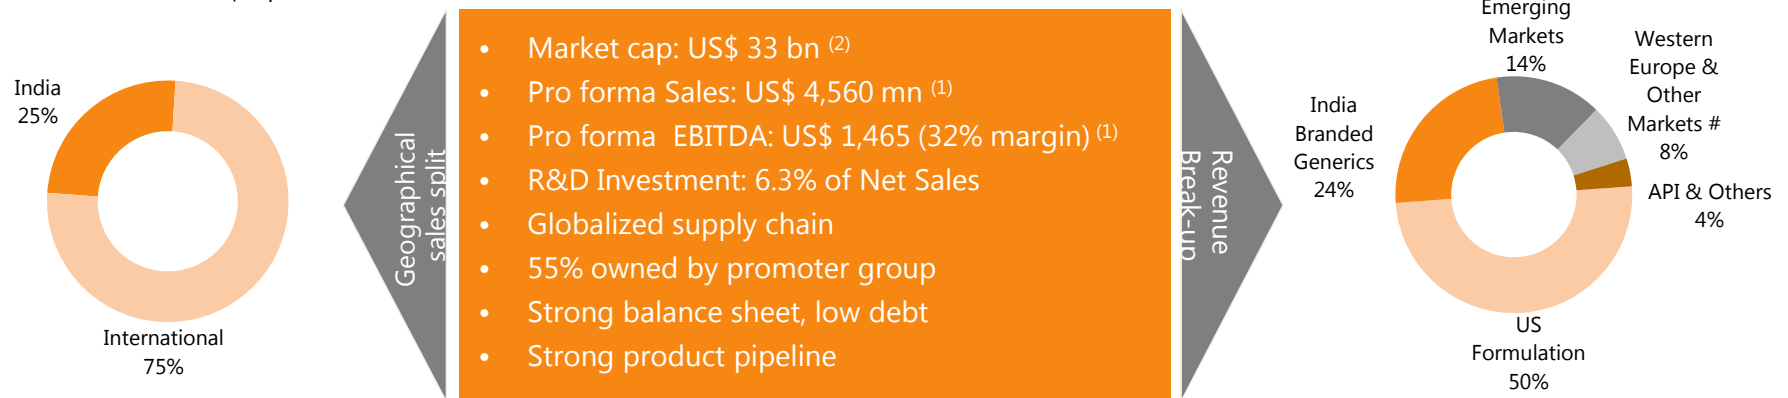 India
25%
International
75%
Geographical
sales split
• Market cap: US$ 33 bn (2)
• Pro forma Sales: US$ 4,560 mn (1)
• Pro forma  EBITDA: US$ 1,465 (32% margin) (1)
• R&D Investment: 6.3% of Net Sales
• Globalized supply chain
• 55% owned by promoter group
• Strong balance sheet, low debt
• Strong product pipeline
Revenue
Break-up
Emerging
Markets
14%
Western
Europe &
Other
Markets #
8%
India
Branded
Generics
24%
API & Others
4%
US
Formulation
50%